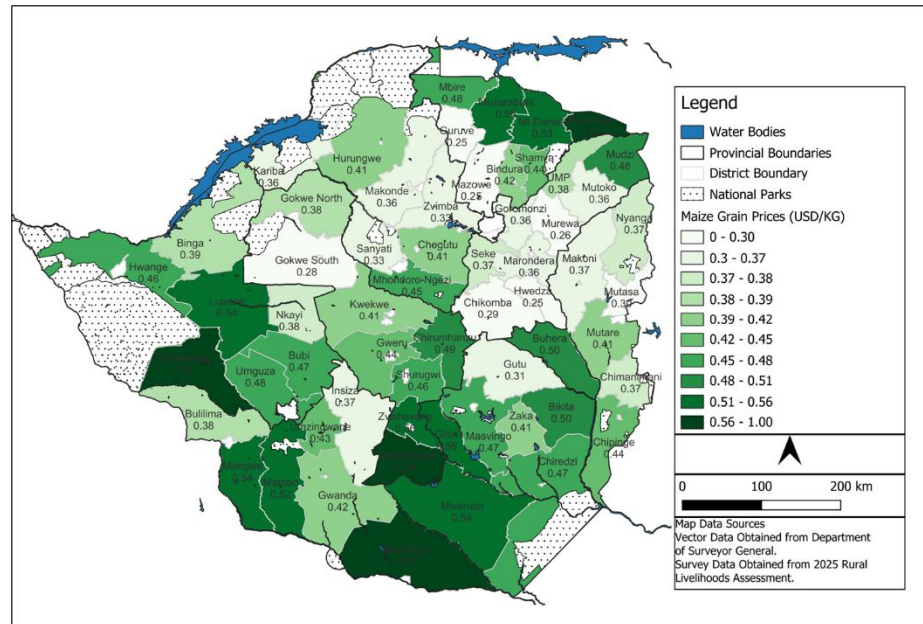 Mbire
0.48
Muzarabani
Mt Darwin
0.53
Guruve
0.25
Mudzi
0.48
Shamva
0.44
Bindura
0.42
UMP
0.38
Hurungwe
0.41
Kariba
0.36
Makonde
0.36
Mazowe
0.25
Mutoko
0.36
Gokwe North
0.38
Zvimba
0.33
Goromonzi
0.36
Murewa
0.26
Nyanga
0.37
Binga
0.39
Sanyati
0.33
Chegutu
0.41
Seke
0.37
Marondera
0.36
Makoni
0.37
Hwange
0.46
Gokwe South
0.28
Mhondoro-Ngezi
0.45
Hwedza
0.25
Mutasa
Chikomba
0.29
Lupane
0.54
Nkayi
0.38
Kwekwe
0.41
Mutare
0.41
Gweru
0.44
Chirumhanzu
0.49
Buhera
0.50
Bubi
0.47
Umguza
0.48
Shurugwi
0.46
Gutu
0.31
Chimanimani
0.37
Insiza
0.37
Bulilima
0.38
Umzingwane
0.43
Zvishavane
Chivi
0.56
Masvingo
0.47
Zaka
0.41
Bikita
0.50
Chipinge
0.44
Chiredzi
0.47
Mangwe
0.54
Matobo
0.52
Gwanda
0.42
Mwenezi
0.54
Legend
Water Bodies
Provincial Boundaries
District Boundary
National Parks
Maize Grain Prices (USD/KG)
0 - 0.30
0.3 - 0.37
0.37 - 0.38
0.38 - 0.39
0.39 - 0.42
0.42 - 0.45
0.45 - 0.48
0.48 - 0.51
0.51 - 0.56
0.56 - 1.00
0 100 200 km
Map Data Sources
Vector Data Obtained from Department
of Surveyor General.
Survey Data Obtained from 2025 Rural
Livelihoods Assessment.